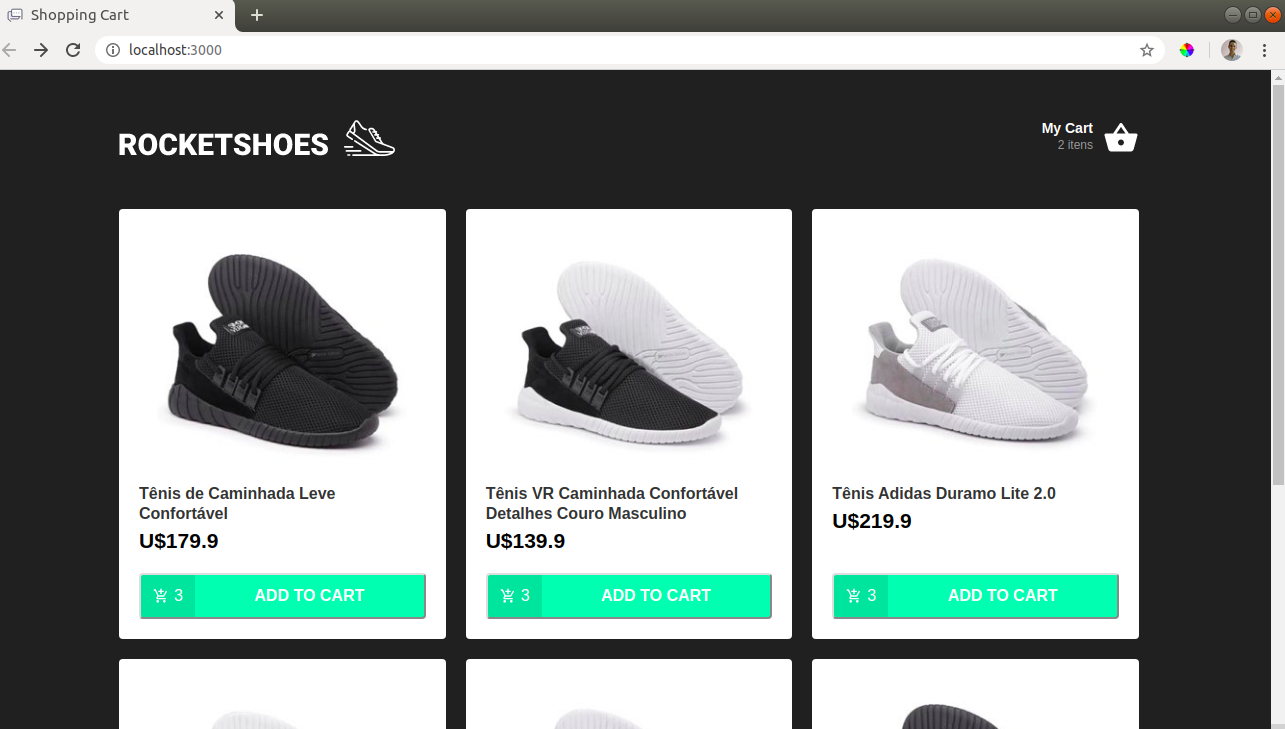 Shopping Cart
localhost:3000
ROCKETSHOES
My Cart
2 itens
Tênis de Caminhada Leve
Confortável
U$179.9
3 ADD TO CART
Tênis VR Caminhada Confortável
Detalhes Couro Masculino
U$139.9
3 ADD TO CART
Tênis Adidas Duramo Lite 2.0
U$219.9
3 ADD TO CART